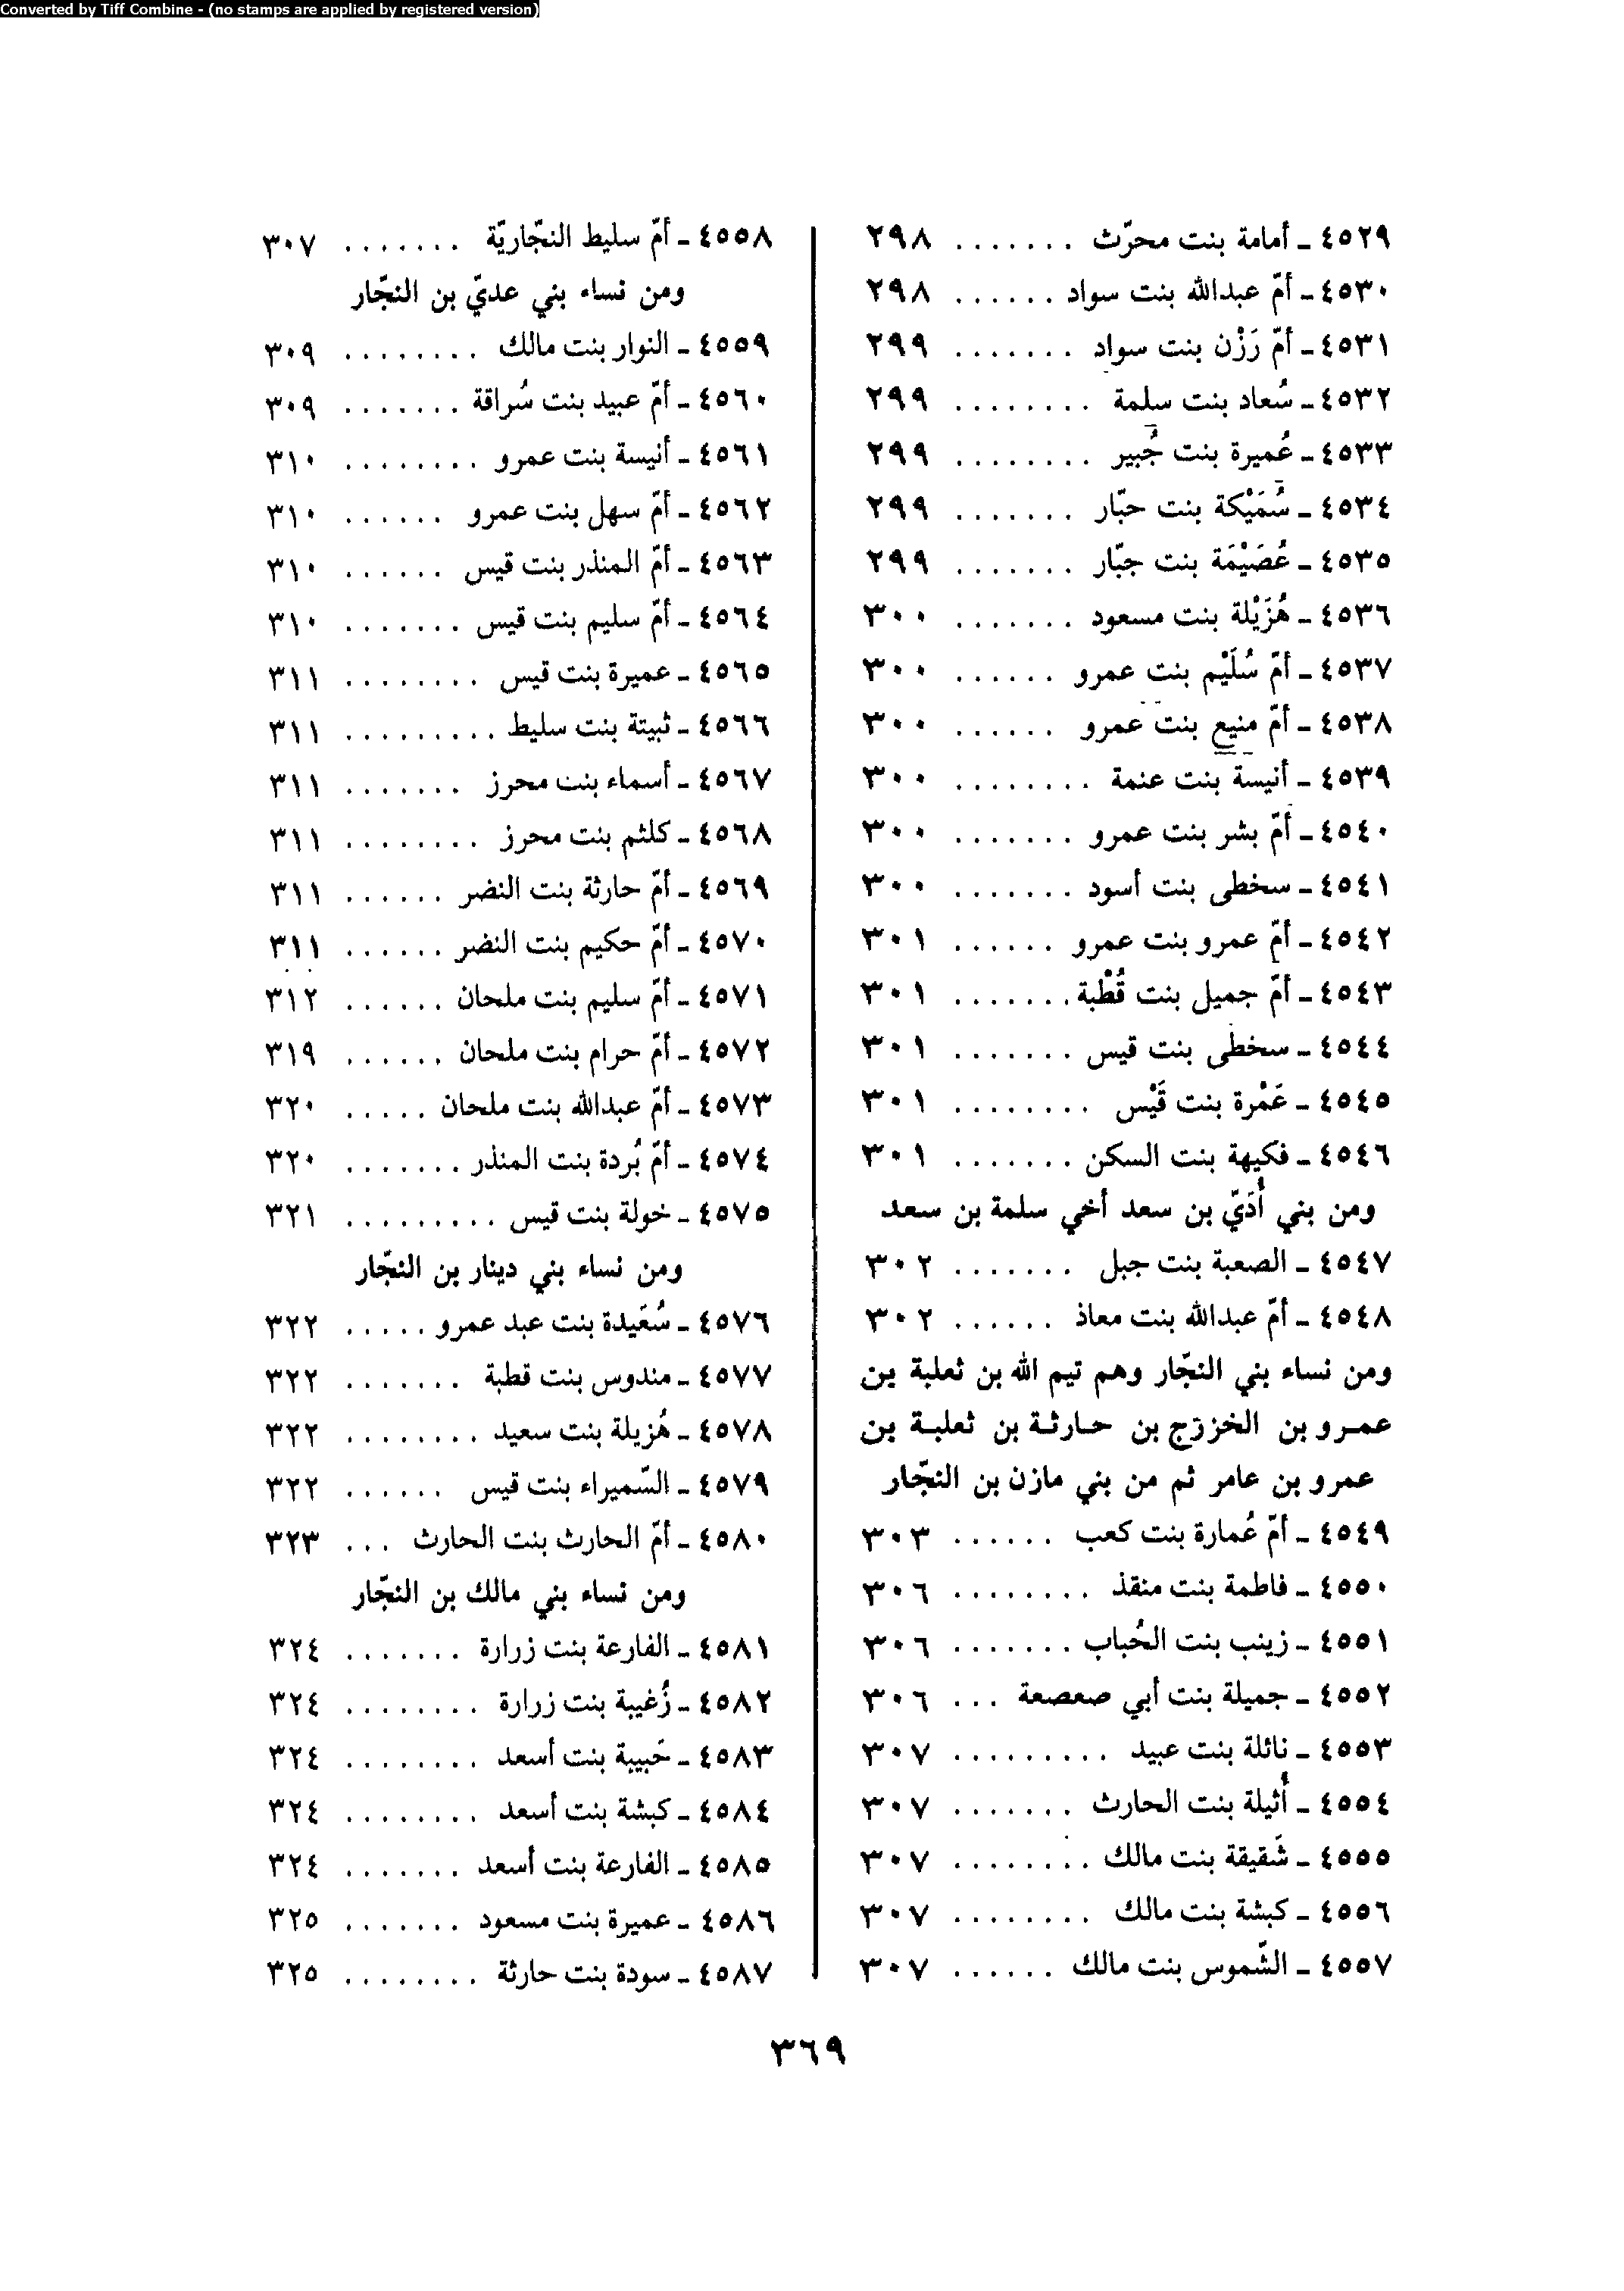 Converted by Tiff Combine - (no stamps are applied by registered version)
٤٥٢٩ - أمامة بنت محرّث ....... ٢٩٨
٤٥٣٠ - أمّ عبدالله بنت سواد ...... ٢٩٨
٤٥٣١ - أمّ رَزْن بنت سواد ....... ٢٩٩
٤٥٣٢ - سُعاد بنت سلمة ........ ٢٩٩
٤٥٣٣ - عُميرة بنت جُبير ........ ٢٩٩
٤٥٣٤ - سُمَيْكة بنت حبّار ....... ٢٩٩
٤٥٣٥ - عُصَيْمَة بنت جبّار ....... ٢٩٩
٤٥٣٦ - هُزَيْلة بنت مسعود ....... ٣٠٠
٤٥٣٧ - أمّ سُلَيْم بنت عمرو ...... ٣٠٠
٤٥٣٨ - أمّ منيع بنت عمرو ...... ٣٠٠
٤٥٣٩ - أنيسة بنت عنمة ........ ٣٠٠
٤٥٤٠ - أمّ بشر بنت عمرو ....... ٣٠٠
٤٥٤١ - سخطى بنت أسود ....... ٣٠٠
٤٥٤٢ - أمّ عمرو بنت عمرو ...... ٣٠١
٤٥٤٣ - أمّ جميل بنت قُطْبة ....... ٣٠١
٤٥٤٤ - سخطى بنت قيس ....... ٣٠١
٤٥٤٥ - عَمْرة بنت قَيْس ........ ٣٠١
٤٥٤٦ - فكيهة بنت السكن ....... ٣٠١
ومن بني أُدَيّ بن سعد أخي سلمة بن سعد
٤٥٤٧ - الصعبة بنت جبل ....... ٣٠٢
٤٥٤٨ - أمّ عبدالله بنت معاذ ...... ٣٠٢
ومن نساء بني النجّار وهم تيم الله بن ثعلبة بن
عمرو بن الخزرج بن حارثة بن ثعلبة بن
عمرو بن عامر ثم من بني مازن بن النجّار
٤٥٤٩ - أمّ عُمارة بنت كعب ...... ٣٠٣
٤٥٥٠ - فاطمة بنت منقذ ........ ٣٠٦
٤٥٥١ - زينب بنت الحُباب ....... ٣٠٦
٤٥٥٢ - جميلة بنت أبي صعصعة ... ٣٠٦
٤٥٥٣ - نائلة بنت عبيد ......... ٣٠٧
٤٥٥٤ - أُثيلة بنت الحارث ....... ٣٠٧
٤٥٥٥ - شَقيقة بنت مالك ........ ٣٠٧
٤٥٥٦ - كبشة بنت مالك ........ ٣٠٧
٤٥٥٧ - الشّموس بنت مالك ...... ٣٠٧
٤٥٥٨ - أمّ سليط النجّاريّة ....... ٣٠٧
ومن نساء بني عديّ بن النجّار
٤٥٥٩ - النوار بنت مالك ........ ٣٠٩
٤٥٦٠ - أمّ عبيد بنت سُراقة ....... ٣٠٩
٤٥٦١ - أنيسة بنت عمرو ........ ٣١٠
٤٥٦٢ - أمّ سهل بنت عمرو ...... ٣١٠
٤٥٦٣ - أمّ المنذر بنت قيس ...... ٣١٠
٤٥٦٤ - أمّ سليم بنت قيس ....... ٣١٠
٤٥٦٥ - عميرة بنت قيس ........ ٣١١
٤٥٦٦ - ثبيتة بنت سليط ......... ٣١١
٤٥٦٧ - أسماء بنت محرز ....... ٣١١
٤٥٦٨ - كلثم بنت محرز ........ ٣١١
٤٥٦٩ - أمّ حارثة بنت النضر ...... ٣١١
٤٥٧٠ - أمّ حكيم بنت النضر ...... ٣١١
٤٥٧١ - أمّ سليم بنت ملحان ...... ٣١٢
٤٥٧٢ - أمّ حرام بنت ملحان ...... ٣١٩
٤٥٧٣ - أمّ عبدالله بنت ملحان ..... ٣٢٠
٤٥٧٤ - أمّ بُردة بنت المنذر ....... ٣٢٠
٤٥٧٥ - خولة بنت قيس ......... ٣٢١
ومن نساء بني دينار بن النجّار
٤٥٧٦ - سُعَيدة بنت عبد عمرو ..... ٣٢٢
٤٥٧٧ - مندوس بنت قطبة ....... ٣٢٢
٤٥٧٨ - هُزيلة بنت سعيد ........ ٣٢٢
٤٥٧٩ - السّميراء بنت قيس ...... ٣٢٢
٤٥٨٠ - أمّ الحارث بنت الحارث ... ٣٢٣
ومن نساء بني مالك بن النجّار
٤٥٨١ - الفارعة بنت زرارة ....... ٣٢٤
٤٥٨٢ - زُغيبة بنت زرارة ........ ٣٢٤
٤٥٨٣ - حَبيبة بنت أسعد ........ ٣٢٤
٤٥٨٤ - كبشة بنت أسعد ........ ٣٢٤
٤٥٨٥ - الفارعة بنت أسعد ....... ٣٢٤
٤٥٨٦ - عميرة بنت مسعود ....... ٣٢٥
٤٥٨٧ - سودة بنت حارثة ........ ٣٢٥
٣٦٩